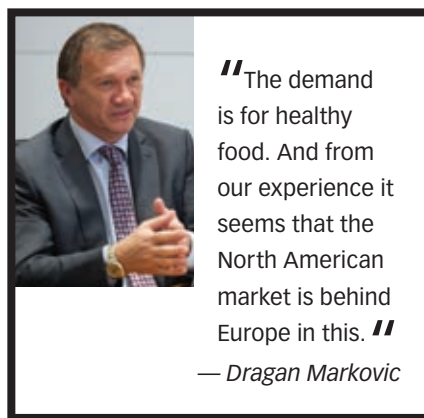 "The demand
is for healthy
food. And from
our experience it
seems that the
North American
market is behind
Europe in this. "
— Dragan Markovic